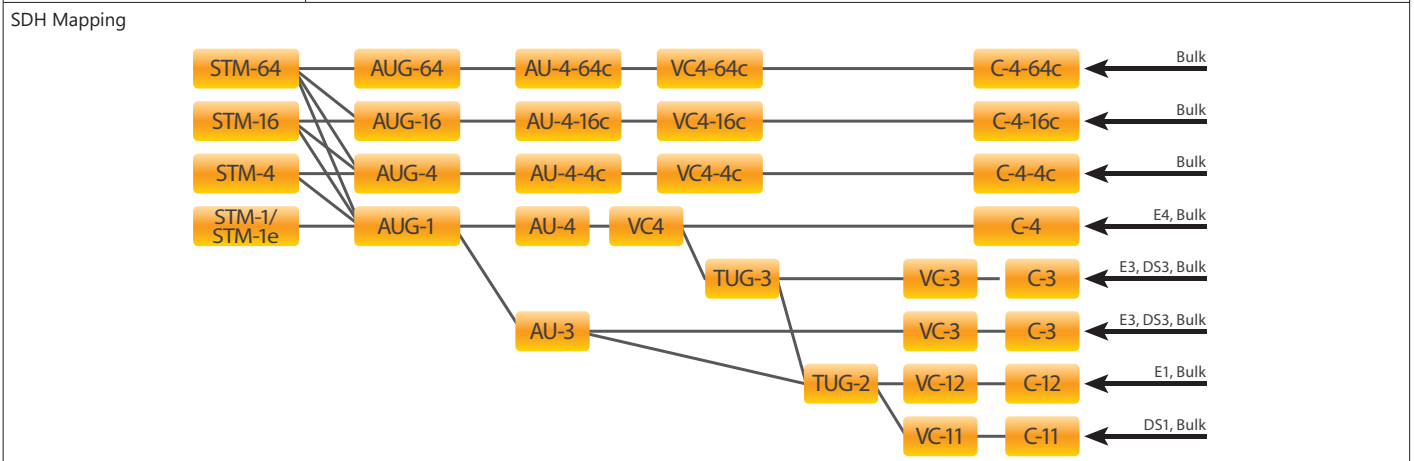 SDH Mapping
STM-64 AUG-64 AU-4-64c VC4-64c C-4-64c Bulk
STM-16 AUG-16 AU-4-16c VC4-16c C-4-16c Bulk
STM-4 AUG-4 AU-4-4c VC4-4c C-4-4c Bulk
STM-1/
STM-1e AUG-1 AU-4 VC4 C-4 E4, Bulk
TUG-3 VC-3 C-3 E3, DS3, Bulk
AU-3 VC-3 C-3 E3, DS3, Bulk
TUG-2 VC-12 C-12 E1, Bulk
VC-11 C-11 DS1, Bulk